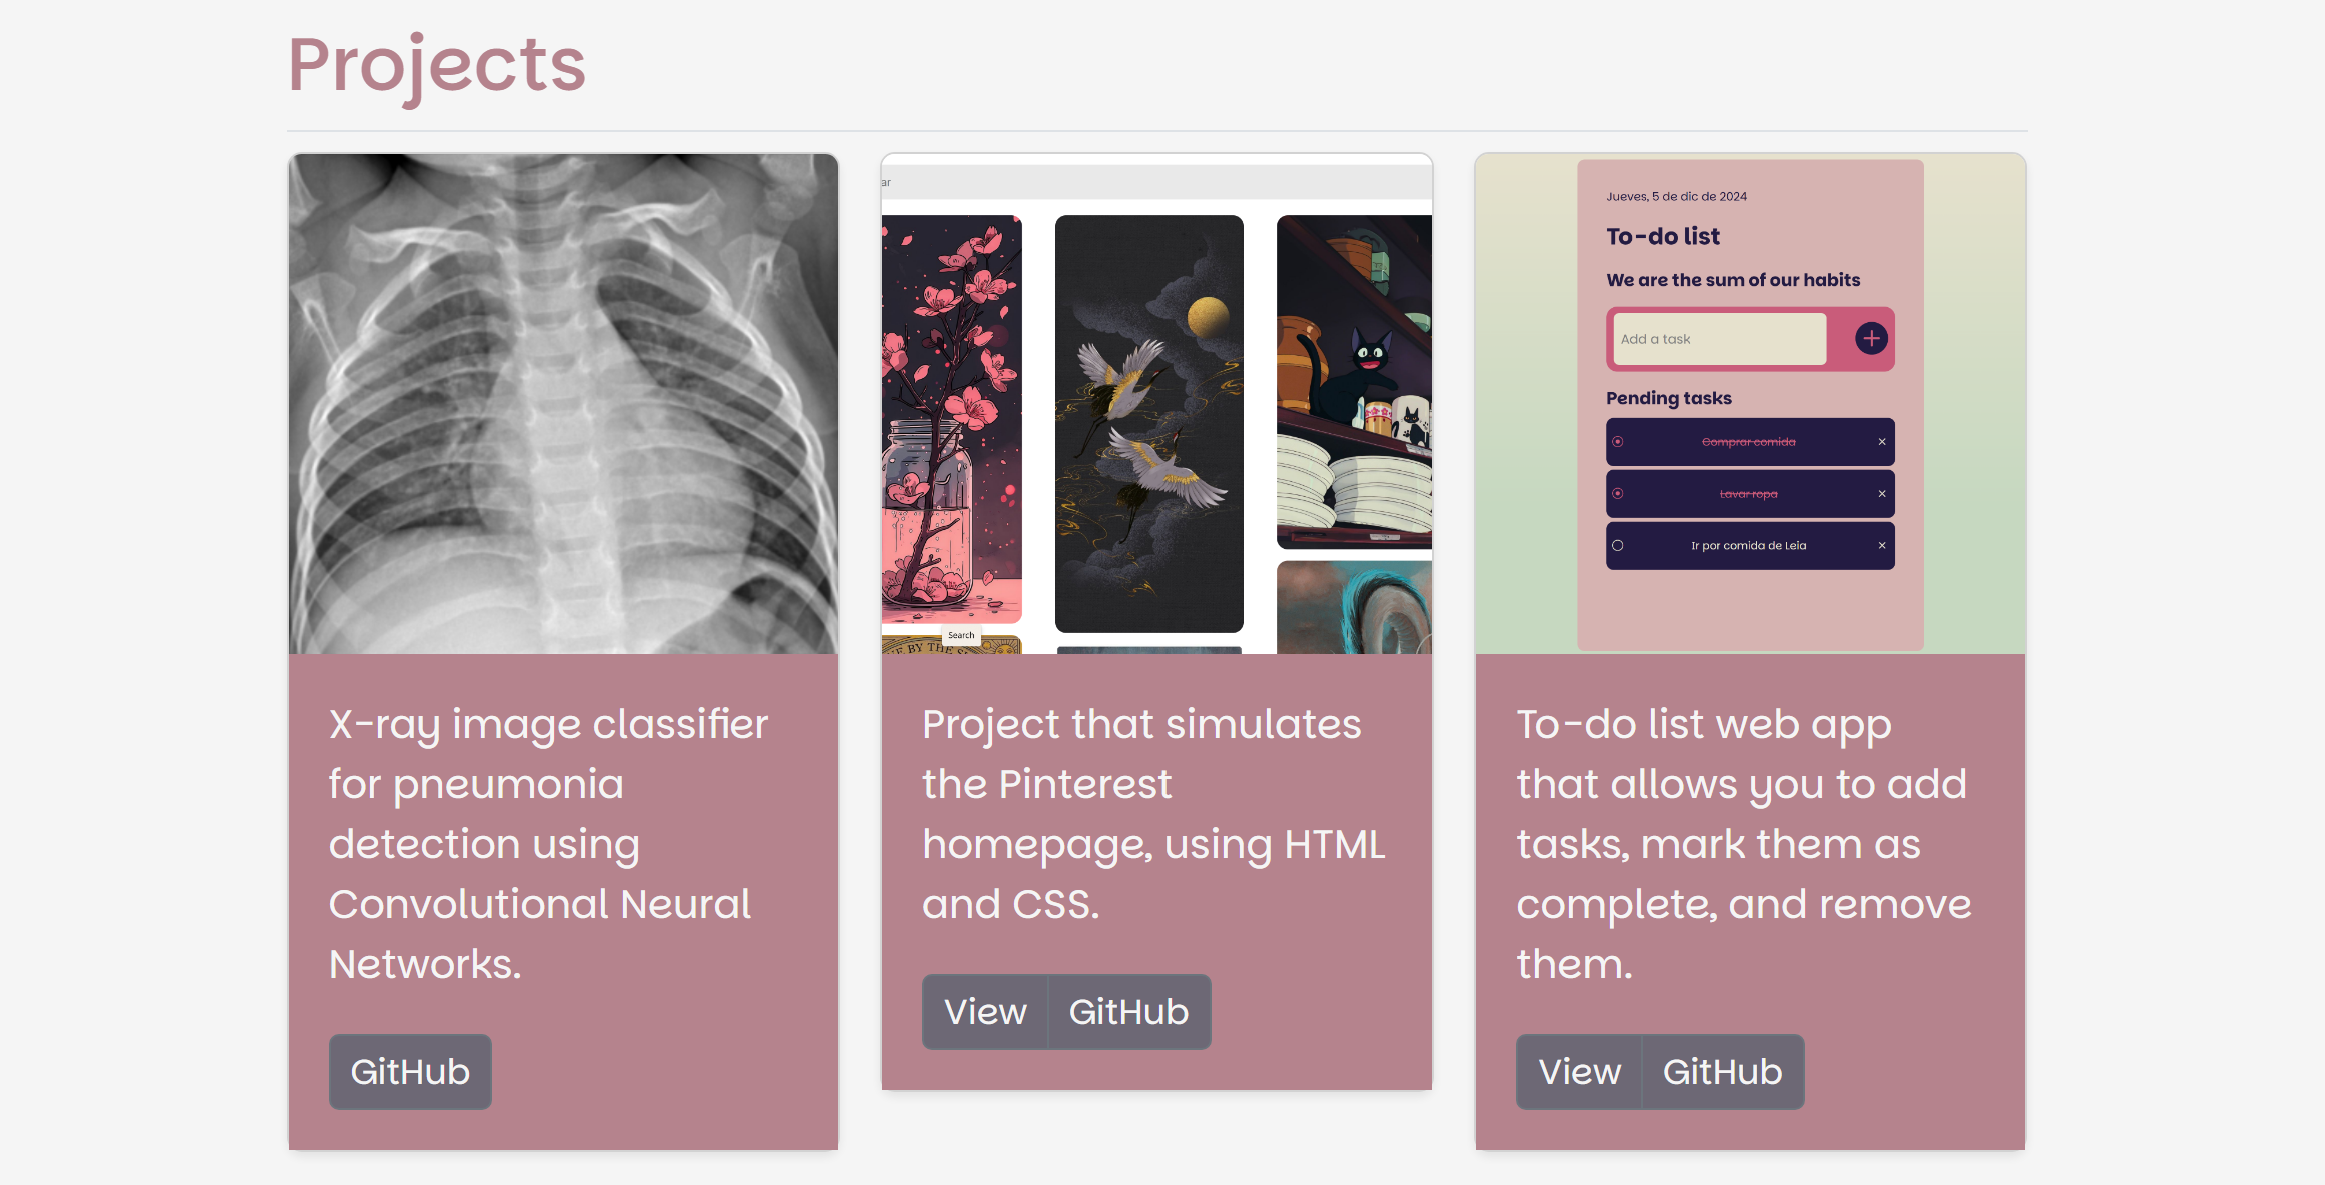 Projects
X-ray image classifier
for pneumonia
detection using
Convolutional Neural
Networks.
GitHub
ar
Search
E BY THE S
Project that simulates
the Pinterest
homepage, using HTML
and CSS.
View GitHub
Jueves, 5 de dic de 2024
To-do list
We are the sum of our habits
Add a task
Pending tasks
Comprar comida
Lavar ropa
Ir por comida de Leia
To-do list web app
that allows you to add
tasks, mark them as
complete, and remove
them.
View GitHub